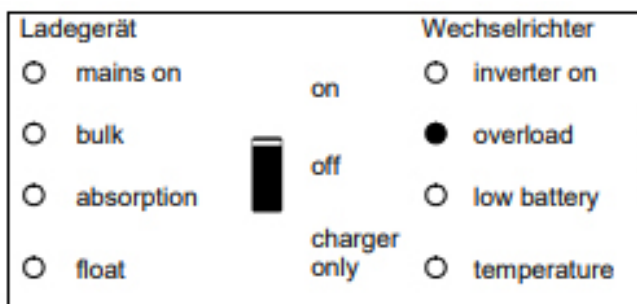 Ladegerät
Wechselrichter
mains on
on
inverter on
bulk
overload
off
absorption
low battery
charger
only
float
temperature